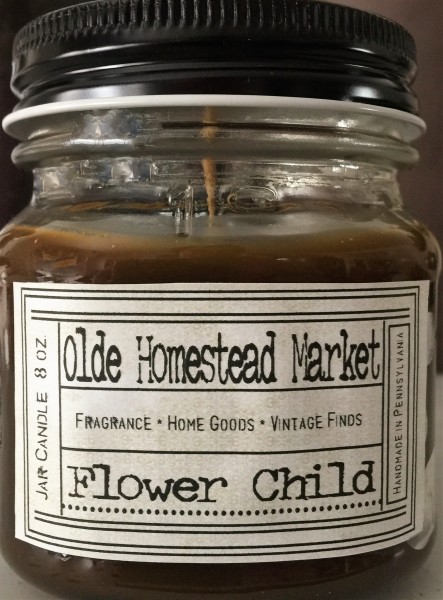 Olde Homestead Market
Fragrance • Home Goods • Vintage Finds
Flower Child
Jar Candle 8 oz.
Handmade in Pennsylvania